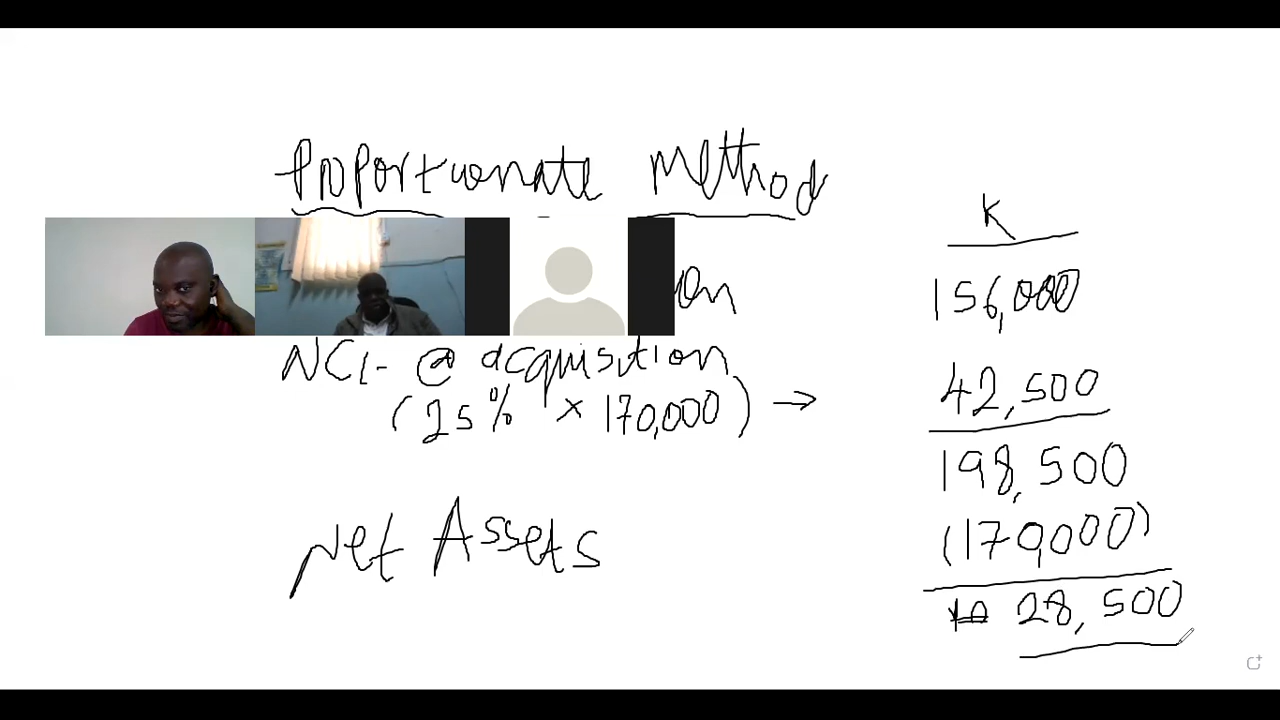 Proportionate Method
K
on 156,000
NCI @ acquisition
42,500
(25% × 170,000) →
198,500
Net Assets (170,000)
28,500